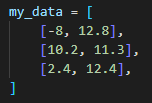 my_data = [
    [-8, 12.8],
    [10.2, 11.3],
    [2.4, 12.4],
]